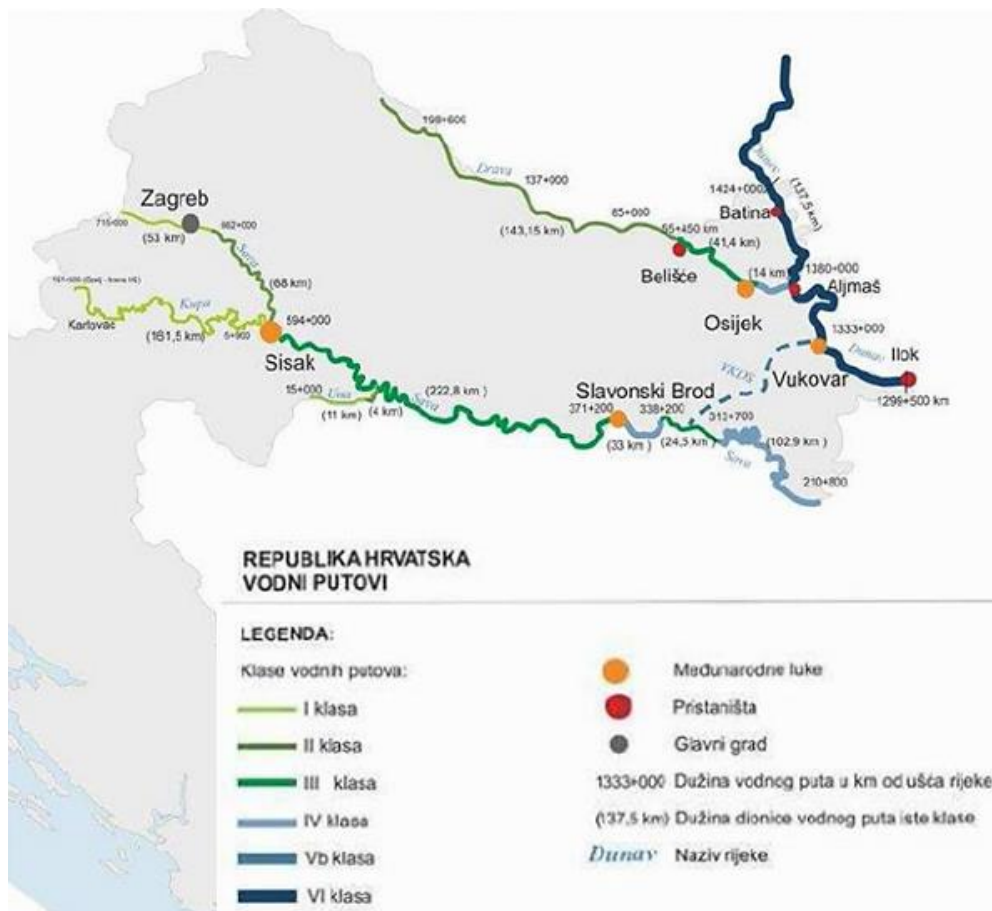 198+600
Drava
137+000
Dunav
(137,5 km)
1424+000
Batina
Zagreb
715+000
(53 km)
662+000
Sava
(68 km)
(143,15 km)
85+000
55+450 km
(41,4 km)
Belišće
(14 km)
1380+000
Aljmaš
Osijek
Kupa
Karlovac
(161,5 km)
5+900
594+000
Sisak
1333+000
Dunav
Ilok
VKDS
Vukovar
1299+500 km
15+000
Una
(11 km)
(4 km)
(222,8 km )
Sava
Slavonski Brod
371+200
338+200
313+700
(33 km)
(24,5 km )
(102,9 km )
Sava
210+800
REPUBLIKA HRVATSKA
VODNI PUTOVI
LEGENDA:
Klase vodnih putova:
I klasa
II klasa
III klasa
IV klasa
Vb klasa
VI klasa
Međunarodne luke
Pristaništa
Glavni grad
1333+000 Dužina vodnog puta u km od ušća rijeke
(137,5 km) Dužina dionice vodnog puta iste klase
Dunav Naziv rijeke